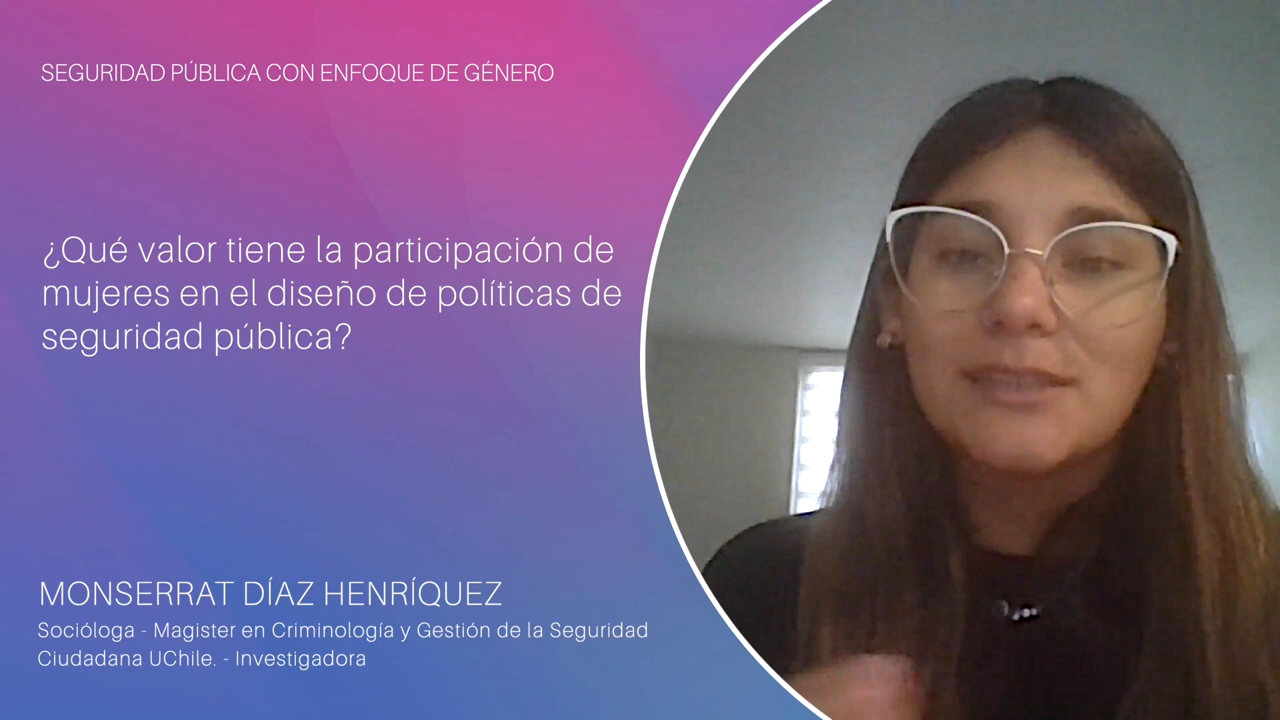 SEGURIDAD PÚBLICA CON ENFOQUE DE GÉNERO
¿Qué valor tiene la participación de
mujeres en el diseño de políticas de
seguridad pública?
MONSERRAT DÍAZ HENRÍQUEZ
Socióloga - Magister en Criminología y Gestión de la Seguridad
Ciudadana UChile. - Investigadora